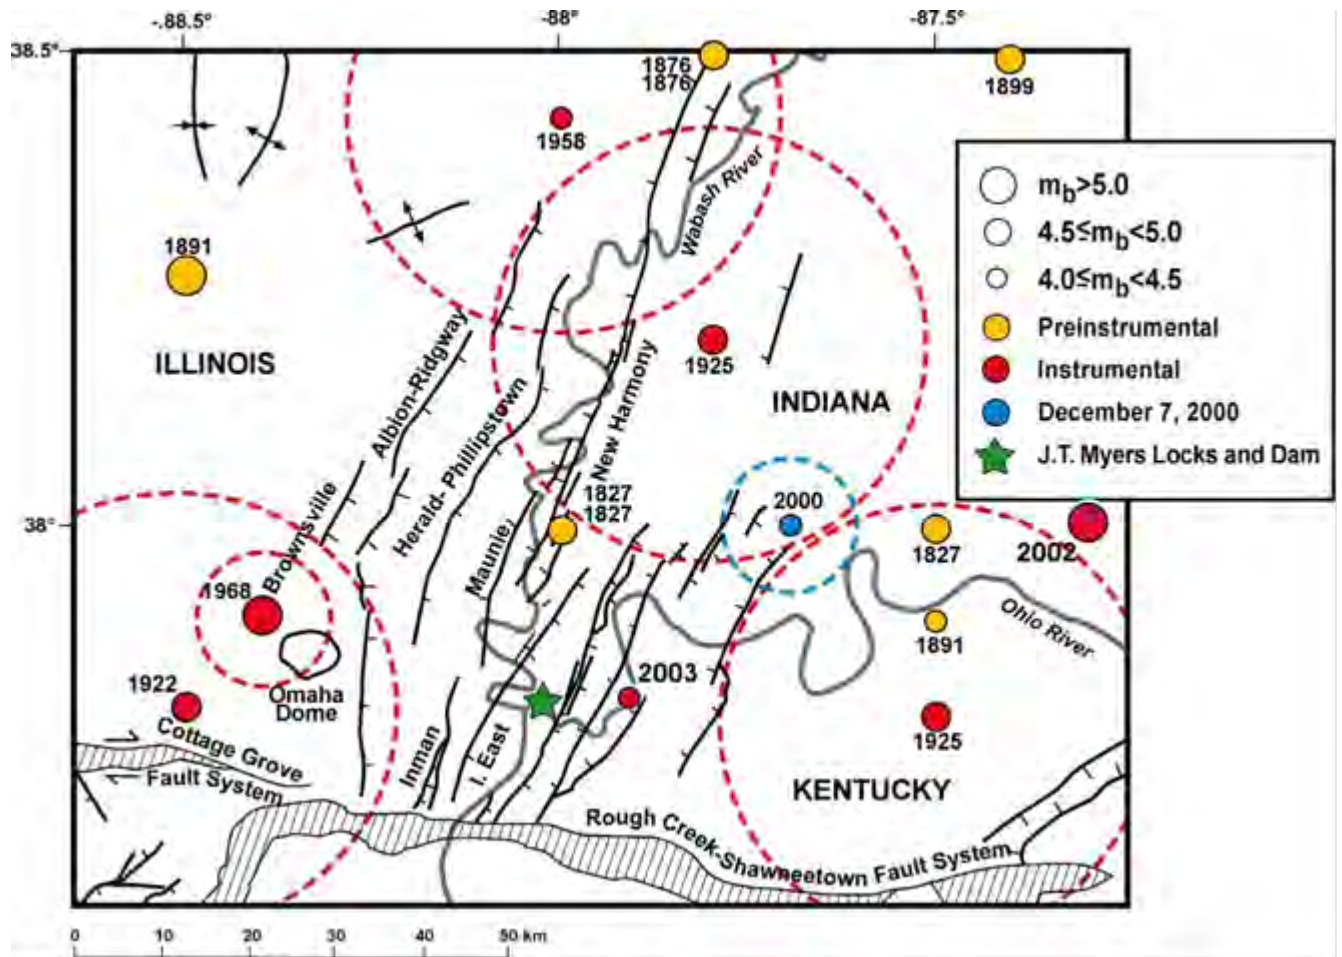 -.88.5°
-88°
-87.5°
38.5°
1876
1876
1899
1958
Wabash River
1891
ILLINOIS
1925
INDIANA
mb>5.0
4.5≤mb<5.0
4.0≤mb<4.5
Preinstrumental
Instrumental
December 7, 2000
J.T. Myers Locks and Dam
Albion-Ridgway
Herald- Phillipstown
New Harmony
Brownsville
Maunie
38°
1827
1827
2000
1827
2002
1968
1891
Ohio River
Omaha
Dome
1922
2003
1925
Cottage Grove
Fault System
Inman
I. East
KENTUCKY
Rough Creek-Shawneetown Fault System
0
10
20
30
40
50 km